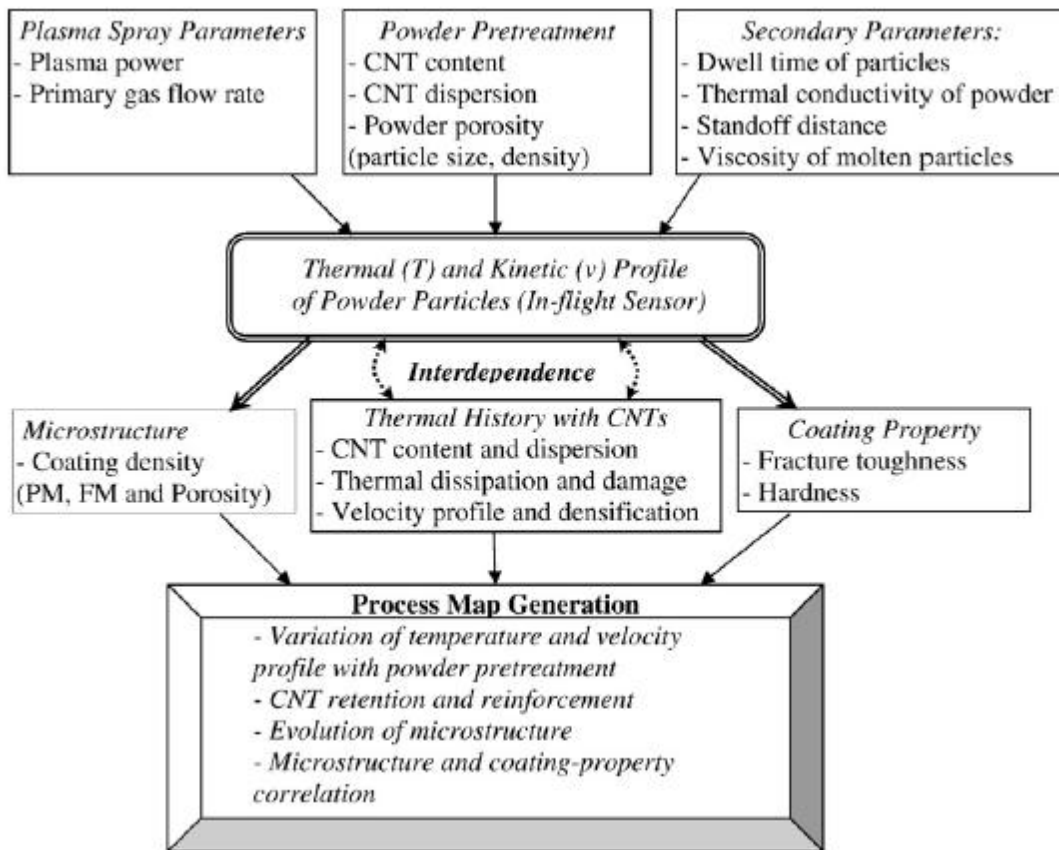 Plasma Spray Parameters
- Plasma power
- Primary gas flow rate
Powder Pretreatment
- CNT content
- CNT dispersion
- Powder porosity
(particle size, density)
Secondary Parameters:
- Dwell time of particles
- Thermal conductivity of powder
- Standoff distance
- Viscosity of molten particles
Thermal (T) and Kinetic (v) Profile
of Powder Particles (In-flight Sensor)
Interdependence
Microstructure
- Coating density
(PM, FM and Porosity)
Thermal History with CNTs
- CNT content and dispersion
- Thermal dissipation and damage
- Velocity profile and densification
Coating Property
- Fracture toughness
- Hardness
Process Map Generation
- Variation of temperature and velocity
profile with powder pretreatment
- CNT retention and reinforcement
- Evolution of microstructure
- Microstructure and coating-property
correlation